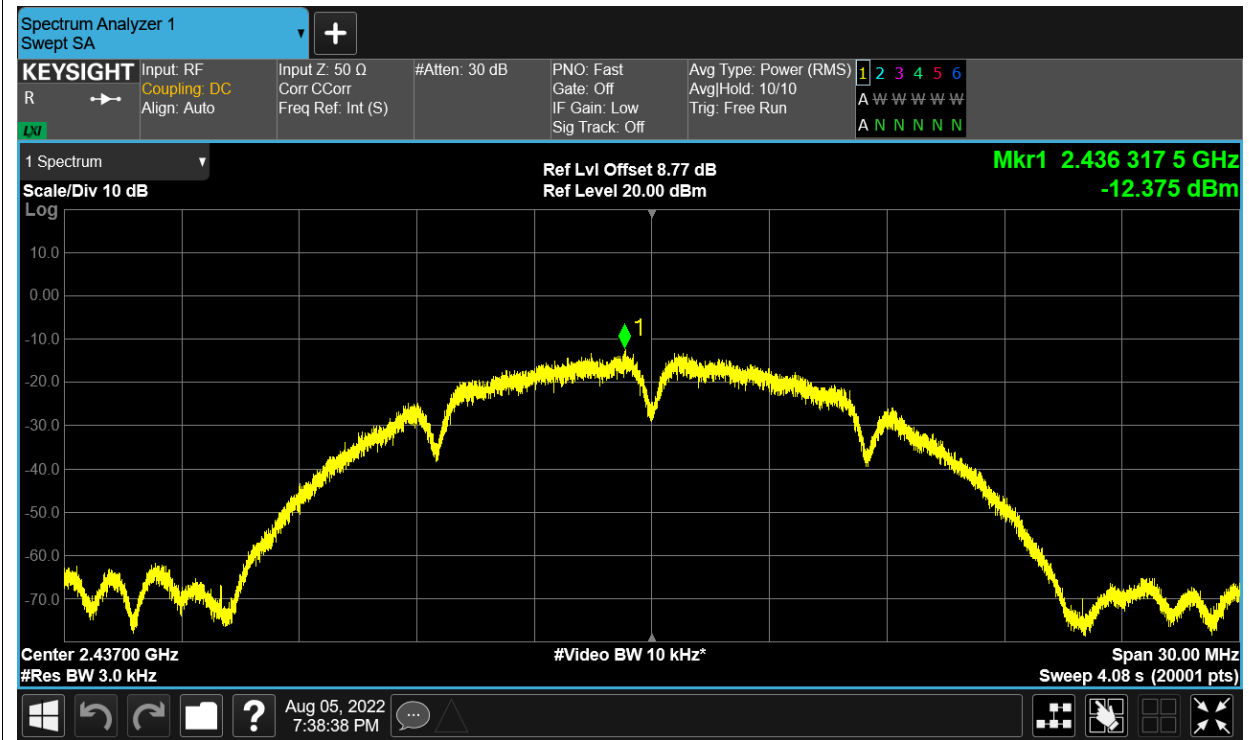 Spectrum Analyzer 1
Swept SA
KEYSIGHT
R
LXI
Input: RF
Coupling: DC
Align: Auto
Input Z: 50 Ω
Corr CCorr
Freq Ref: Int (S)
#Atten: 30 dB
PNO: Fast
Gate: Off
IF Gain: Low
Sig Track: Off
Avg Type: Power (RMS)
Avg|Hold: 10/10
Trig: Free Run
1 2 3 4 5 6
A W W W W W
A N N N N N
1 Spectrum
Scale/Div 10 dB
Log
Ref Lvl Offset 8.77 dB
Ref Level 20.00 dBm
Mkr1 2.436 317 5 GHz
-12.375 dBm
10.0
0.00
-10.0
-20.0
-30.0
-40.0
-50.0
-60.0
-70.0
1
Center 2.43700 GHz
#Res BW 3.0 kHz
#Video BW 10 kHz*
Span 30.00 MHz
Sweep 4.08 s (20001 pts)
?
Aug 05, 2022
7:38:38 PM